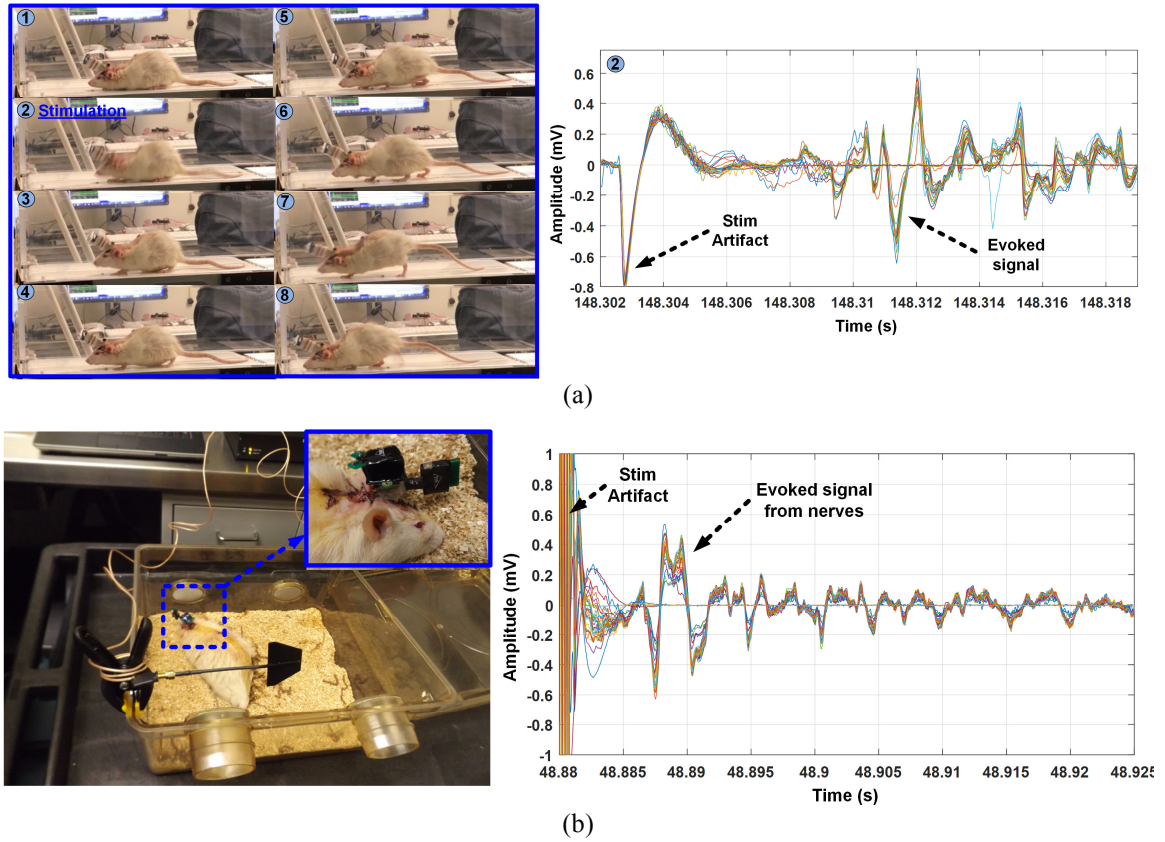 1
5
2 Stimulation
6
3
7
4
8
2
0.6
0.4
0.2
0
-0.2
-0.4
-0.6
-0.8
Amplitude (mV)
Stim
Artifact
Evoked
signal
148.302 148.304 148.306 148.308 148.31 148.312 148.314 148.316 148.318
Time (s)
(a)
1
0.8
0.6
0.4
0.2
0
-0.2
-0.4
-0.6
-0.8
-1
Amplitude (mV)
Stim
Artifact
Evoked signal
from nerves
48.88 48.885 48.89 48.895 48.9 48.905 48.91 48.915 48.92 48.925
Time (s)
(b)